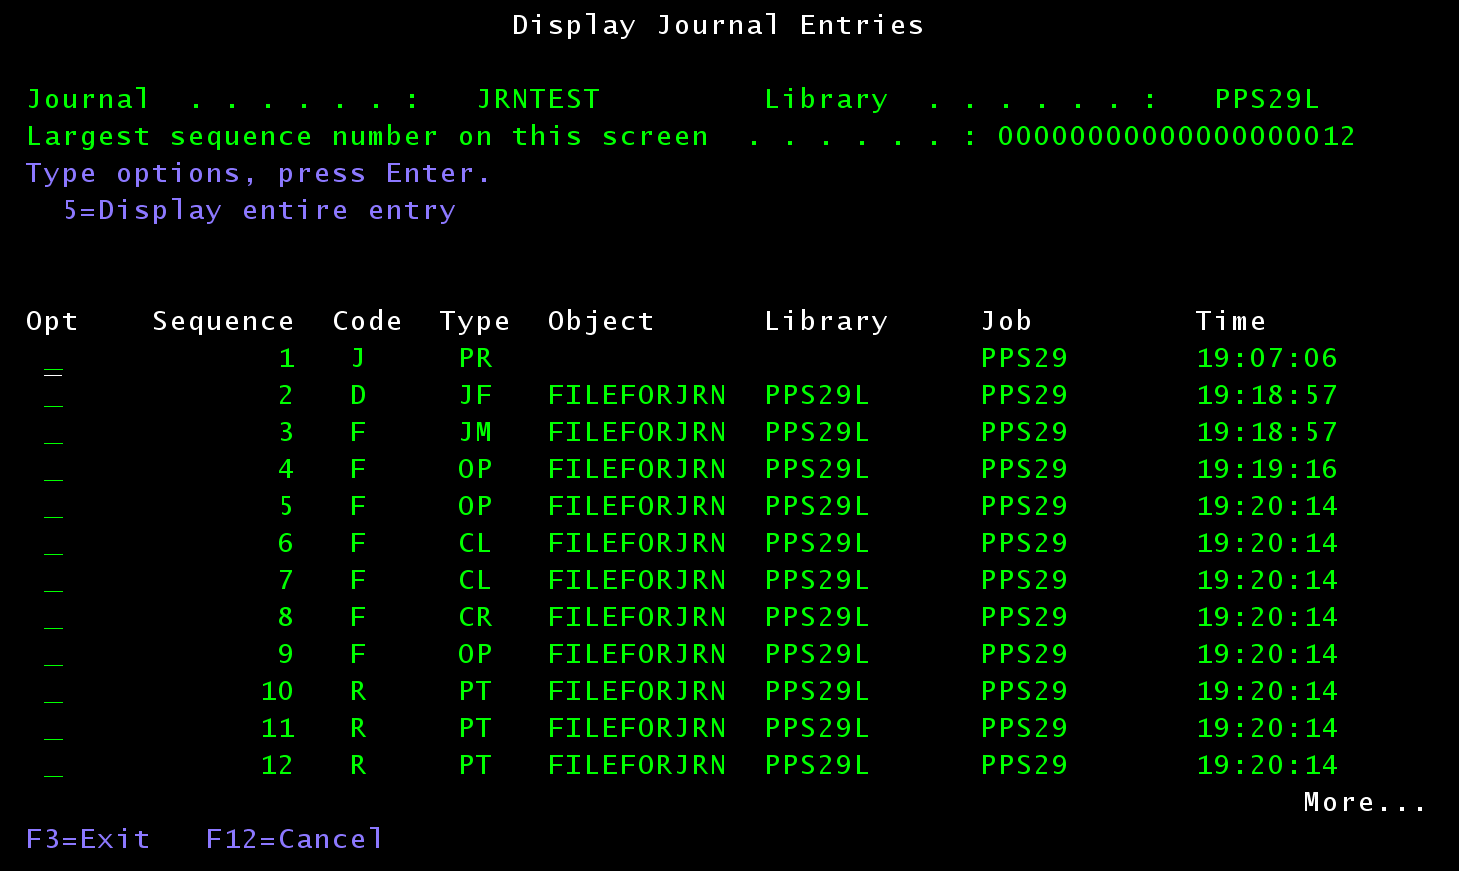 Display Journal Entries
Journal . . . . . . : JRNTEST Library . . . . . . : PPS29L
Largest sequence number on this screen . . . . . . : 00000000000000000012
Type options, press Enter.
5=Display entire entry
Opt Sequence Code Type Object Library Job Time
_ 1 J PR PPS29 19:07:06
_ 2 D JF FILEFORJRN PPS29L PPS29 19:18:57
_ 3 F JM FILEFORJRN PPS29L PPS29 19:18:57
_ 4 F OP FILEFORJRN PPS29L PPS29 19:19:16
_ 5 F OP FILEFORJRN PPS29L PPS29 19:20:14
_ 6 F CL FILEFORJRN PPS29L PPS29 19:20:14
_ 7 F CL FILEFORJRN PPS29L PPS29 19:20:14
_ 8 F CR FILEFORJRN PPS29L PPS29 19:20:14
_ 9 F OP FILEFORJRN PPS29L PPS29 19:20:14
_ 10 R PT FILEFORJRN PPS29L PPS29 19:20:14
_ 11 R PT FILEFORJRN PPS29L PPS29 19:20:14
_ 12 R PT FILEFORJRN PPS29L PPS29 19:20:14
More...
F3=Exit F12=Cancel